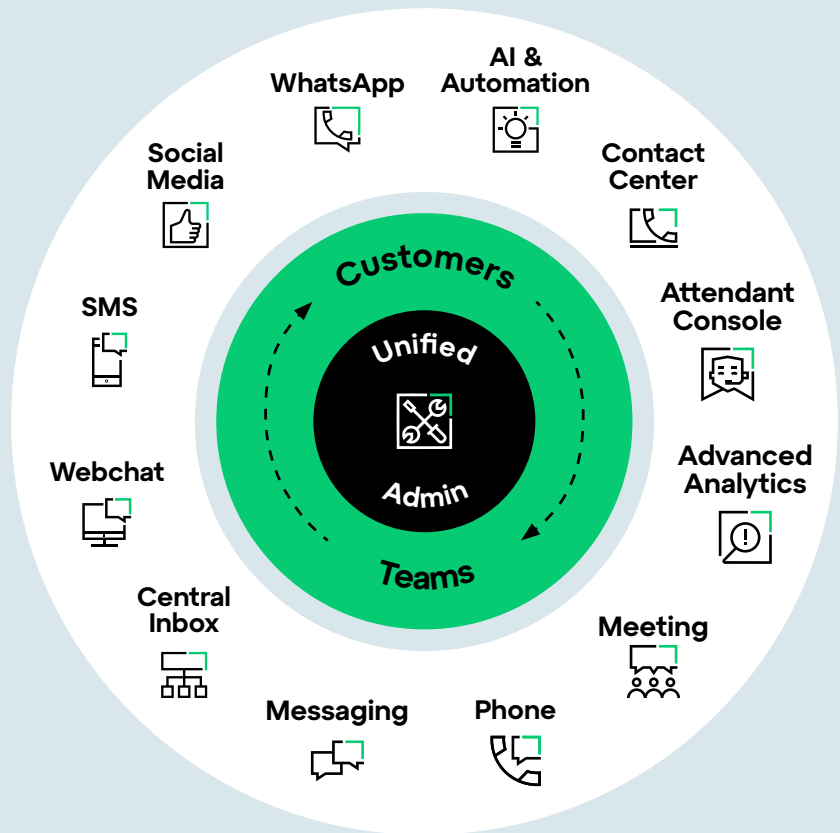 AI &
Automation
WhatsApp
Contact
Center
Social
Media
Attendant
Console
SMS
Customers
Unified
Admin
Teams
Advanced
Analytics
Webchat
Central
Inbox
Meeting
Messaging
Phone